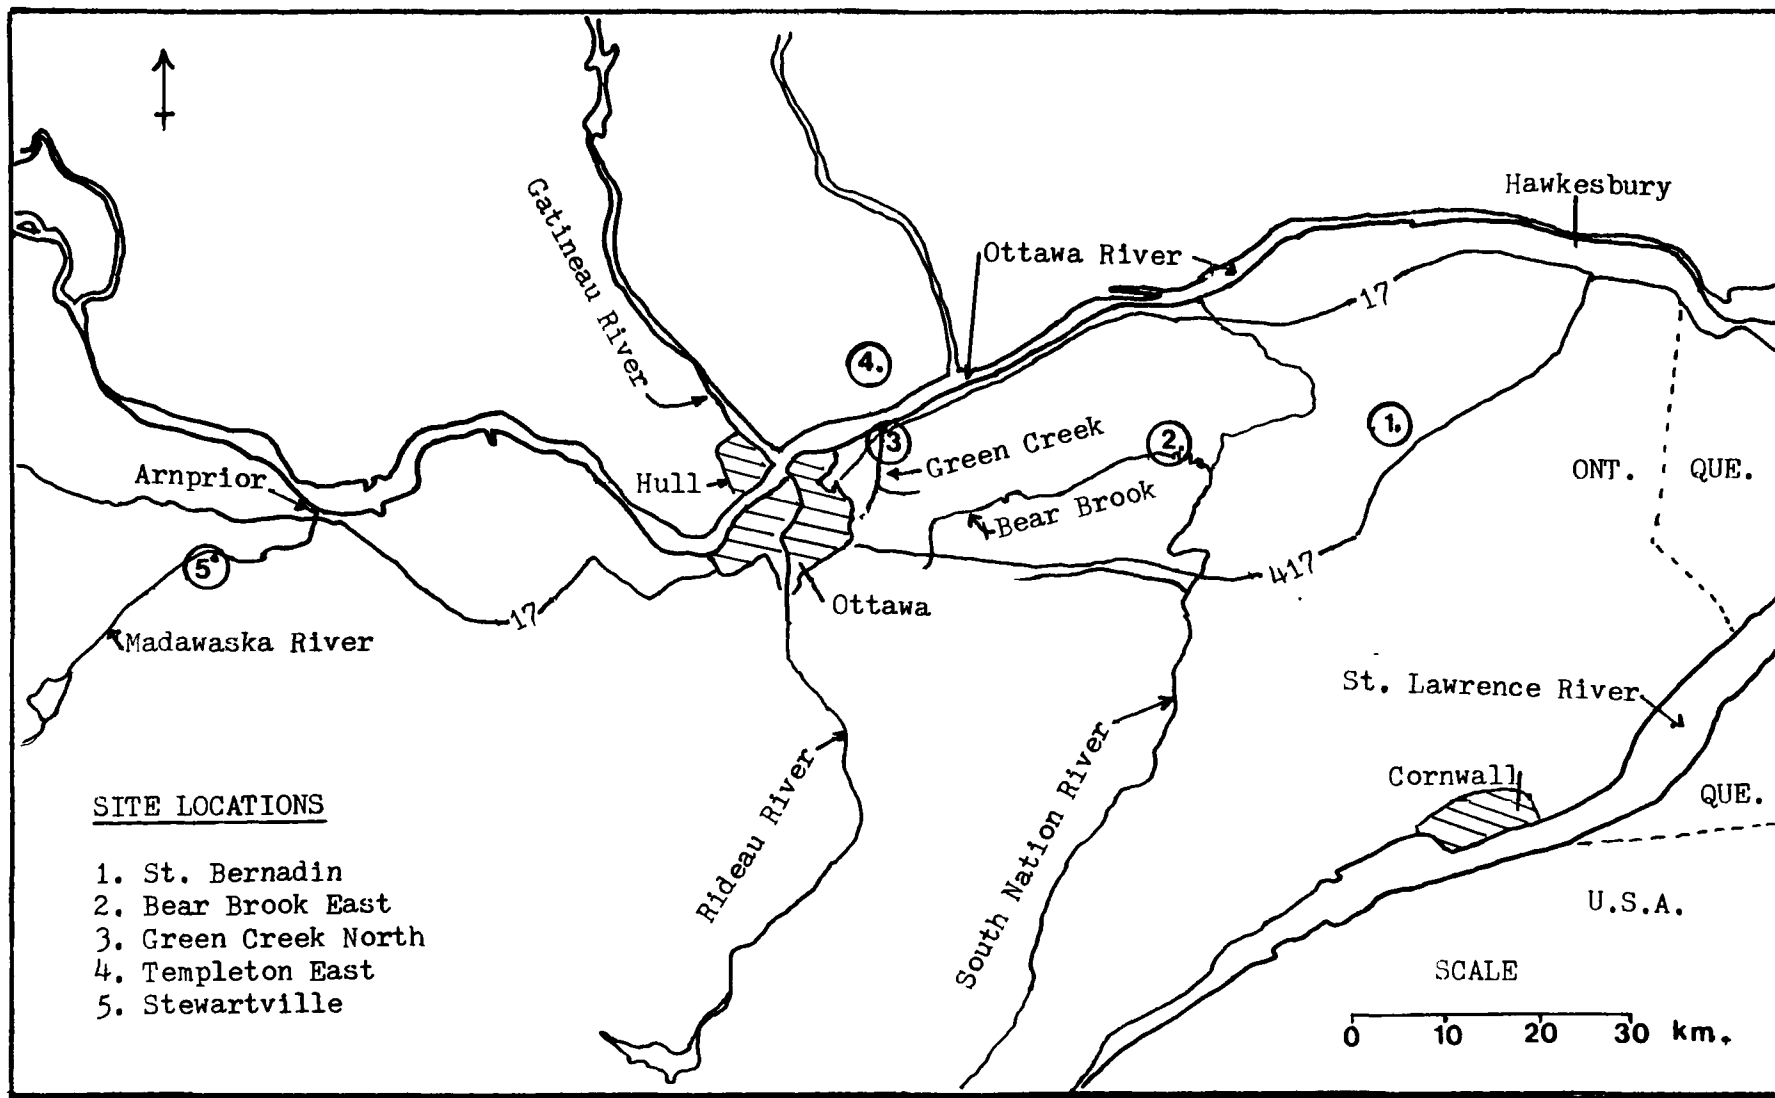 Hawkesbury
Gatineau River
Ottawa River
17
4.
3
Green Creek
2.
1.
Hull
Arnprior
ONT.
QUE.
Bear Brook
5.
417
17
Ottawa
Madawaska River
St. Lawrence River
Rideau River
South Nation River
Cornwall
QUE.
U.S.A.
SITE LOCATIONS
1. St. Bernadin
2. Bear Brook East
3. Green Creek North
4. Templeton East
5. Stewartville
SCALE
0 10 20 30 km.